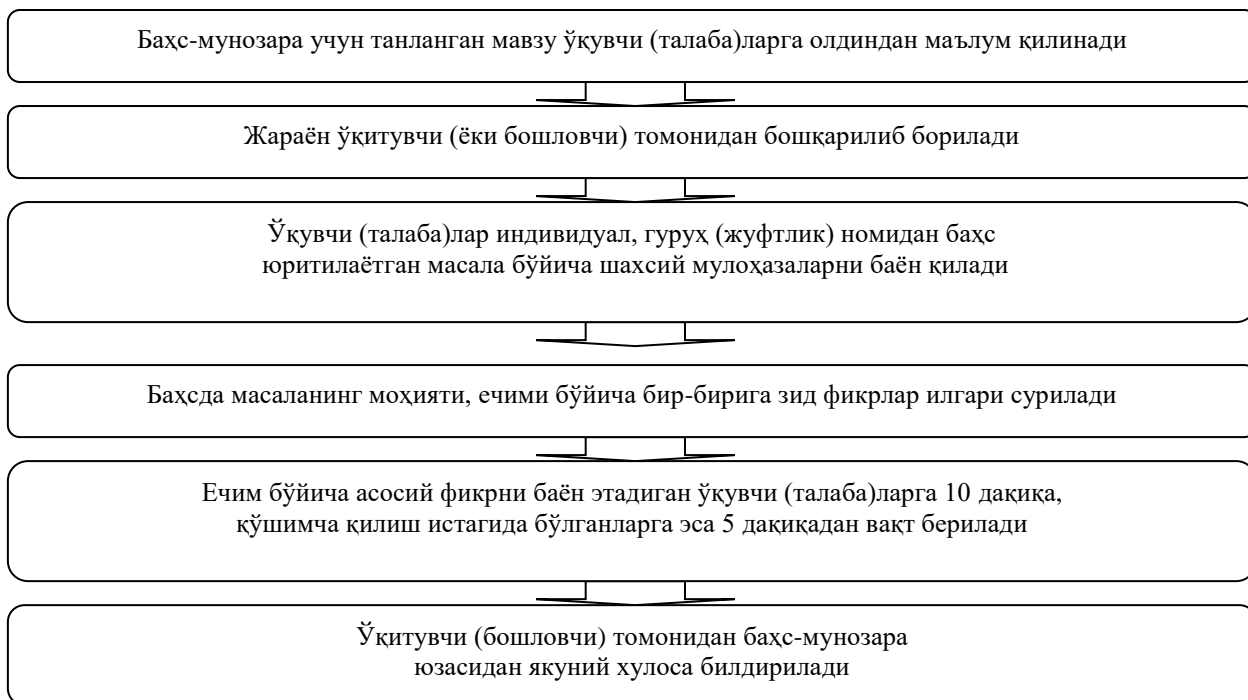 Баҳс-мунозара учун танланган мавзу ўқувчи (талаба)ларга олдиндан маълум қилинади
Жараён ўқитувчи (ёки бошловчи) томонидан бошқарилиб борилади
Ўқувчи (талаба)лар индивидуал, гуруҳ (жуфтлик) номидан баҳс
юритилаётган масала бўйича шахсий мулоҳазаларни баён қилади
Баҳсда масаланинг моҳияти, ечими бўйича бир-бирига зид фикрлар илгари сурилади
Ечим бўйича асосий фикрни баён этадиган ўқувчи (талаба)ларга 10 дақиқа,
қўшимча қилиш истагида бўлганларга эса 5 дақиқадан вақт берилади
Ўқитувчи (бошловчи) томонидан баҳс-мунозара
юзасидан якуний хулоса билдирилади